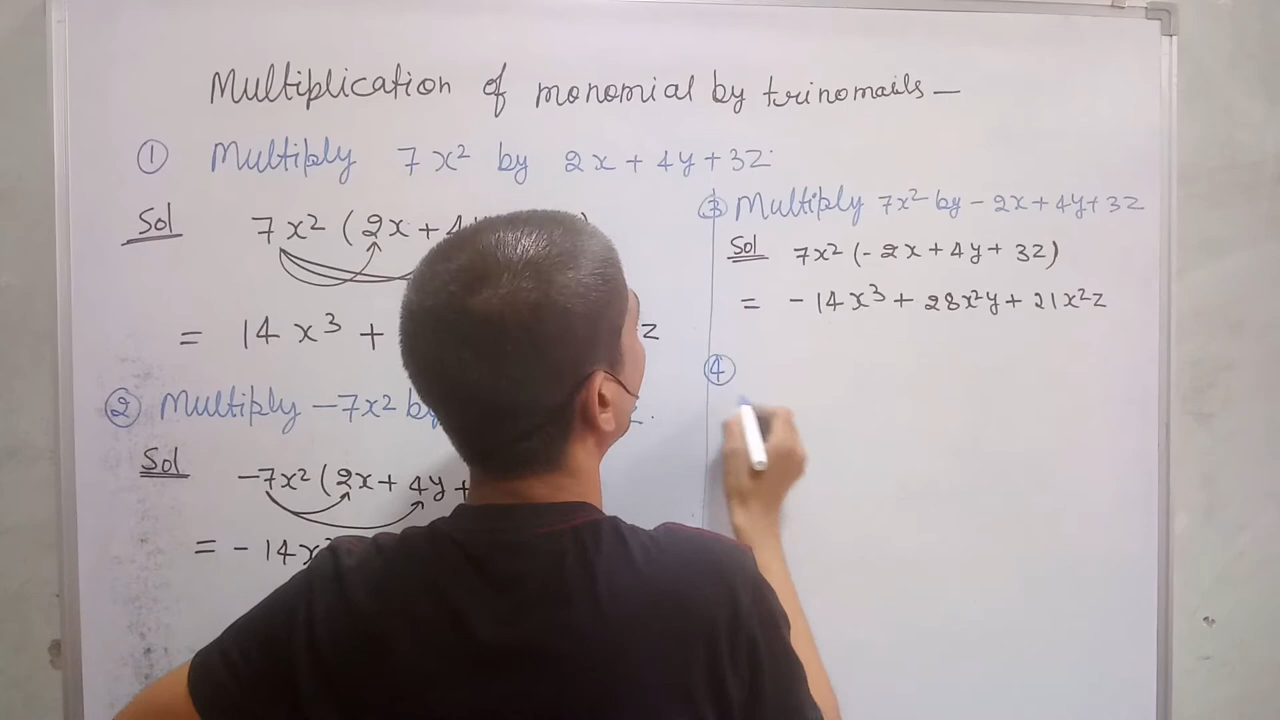 Multiplication of monomial by trinomails —
① Multiply 7x² by 2x + 4y + 3z.
Sol 7x² (2x + 4
= 14x³ + z
② Multiply -7x² by
Sol -7x² (2x + 4y +
= - 14x
③ Multiply 7x² by - 2x + 4y + 3z
Sol 7x² (- 2x + 4y + 3z)
= - 14x³ + 28x²y + 21x²z
④